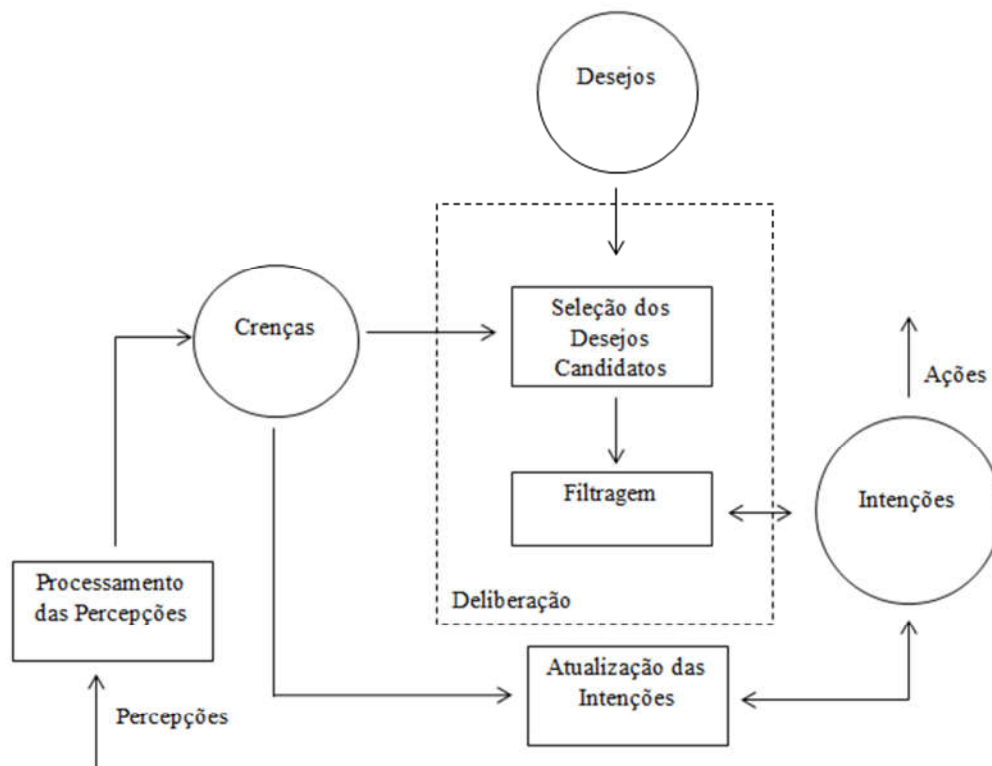 Desejos
Crenças
Seleção dos
Desejos
Candidatos
Ações
Filtragem
Intenções
Processamento
das Percepções
Deliberação
Atualização das
Intenções
Percepções